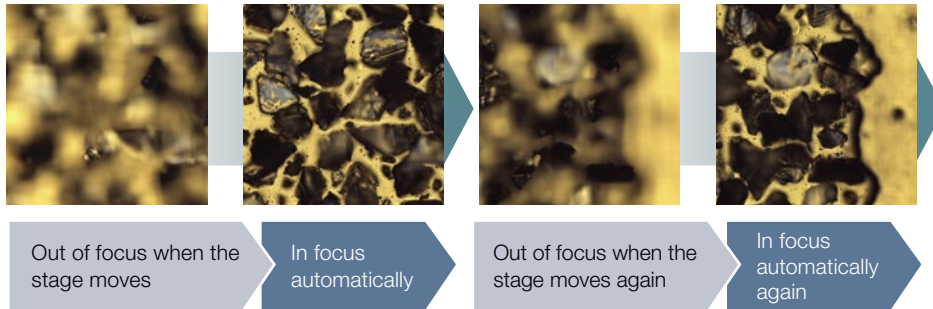 Out of focus when the
stage moves
In focus
automatically
Out of focus when the
stage moves again
In focus
automatically
again